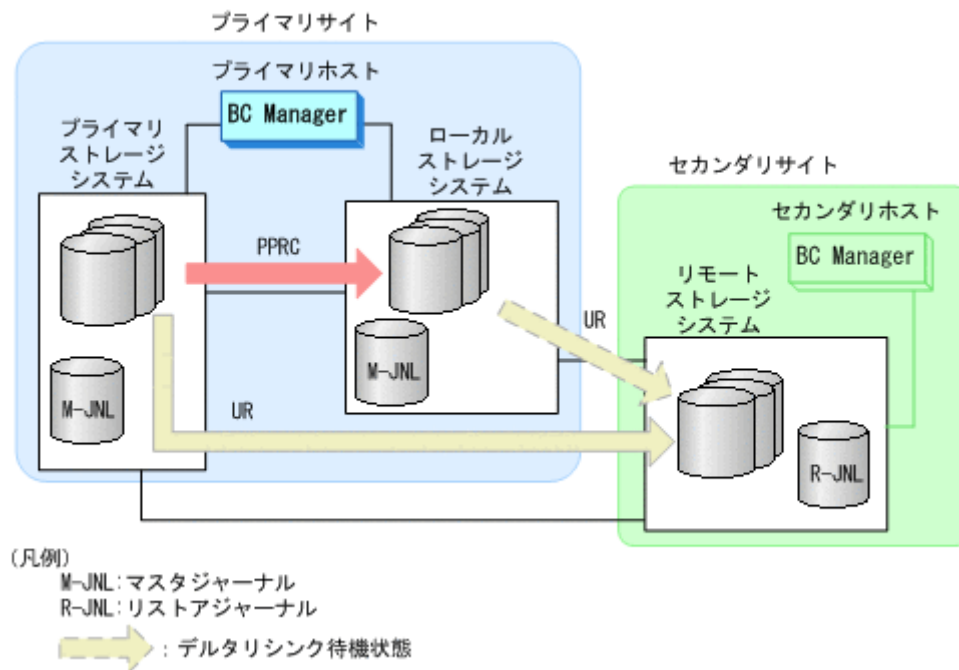 プライマリサイト
プライマリホスト
BC Manager
プライマリ
ストレージ
システム
ローカル
ストレージ
システム
セカンダリサイト
セカンダリホスト
BC Manager
PPRC
リモート
ストレージ
システム
UR
M-JNL
M-JNL
UR
R-JNL
(凡例)
M-JNL:マスタジャーナル
R-JNL:リストアジャーナル
:デルタリシンク待機状態